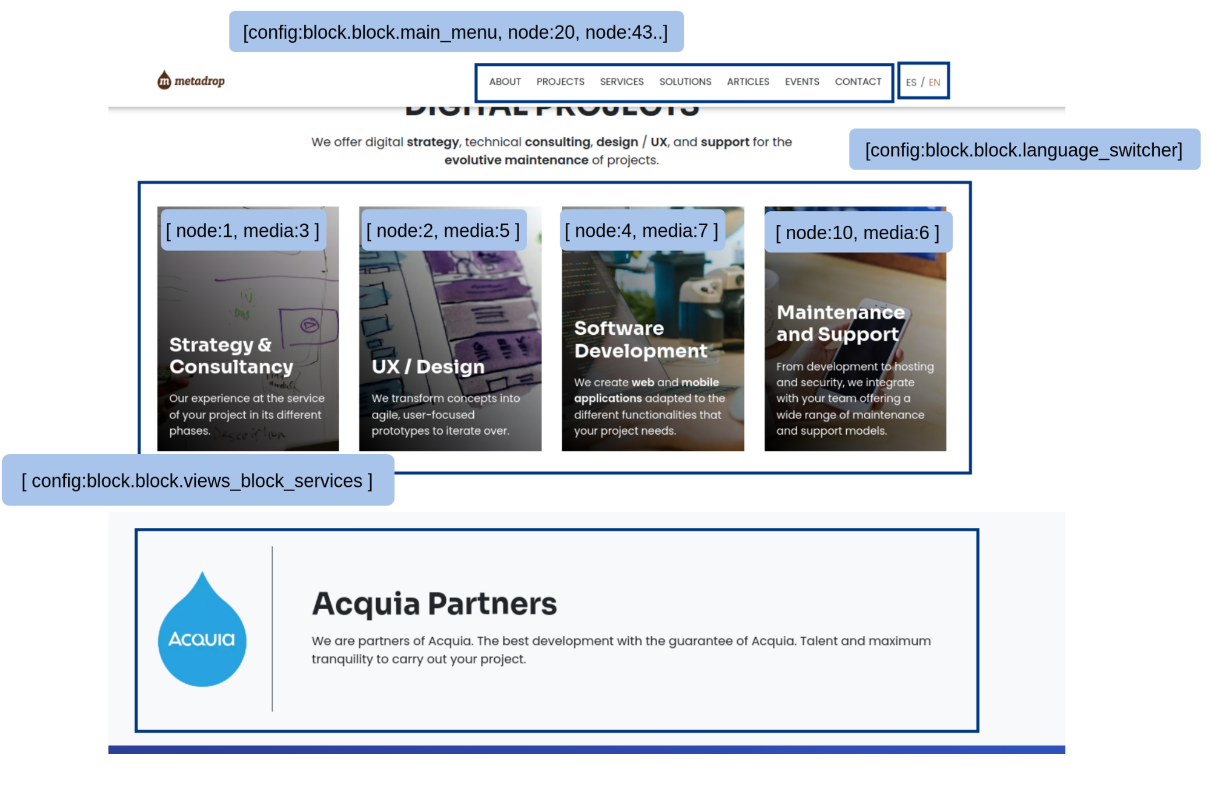 [config:block.block.main_menu, node:20, node:43..]
metadrop
ABOUT PROJECTS SERVICES SOLUTIONS ARTICLES EVENTS CONTACT ES / EN
DIGITAL PROJECTS
We offer digital strategy, technical consulting, design / UX, and support for the
evolutive maintenance of projects.
[config:block.block.language_switcher]
[ node:1, media:3 ]
[ node:2, media:5 ]
[ node:4, media:7 ]
[ node:10, media:6 ]
Strategy &
Consultancy
Our experience at the service
of your project in its different
phases.
UX / Design
We transform concepts into
agile, user-focused
prototypes to iterate over.
Software
Development
We create web and mobile
applications adapted to the
different functionalities that
your project needs.
Maintenance
and Support
From development to hosting
and security, we integrate
with your team offering a
wide range of maintenance
and support models.
[ config:block.block.views_block_services ]
ACQUIA
Acquia Partners
We are partners of Acquia. The best development with the guarantee of Acquia. Talent and maximum
tranquility to carry out your project.